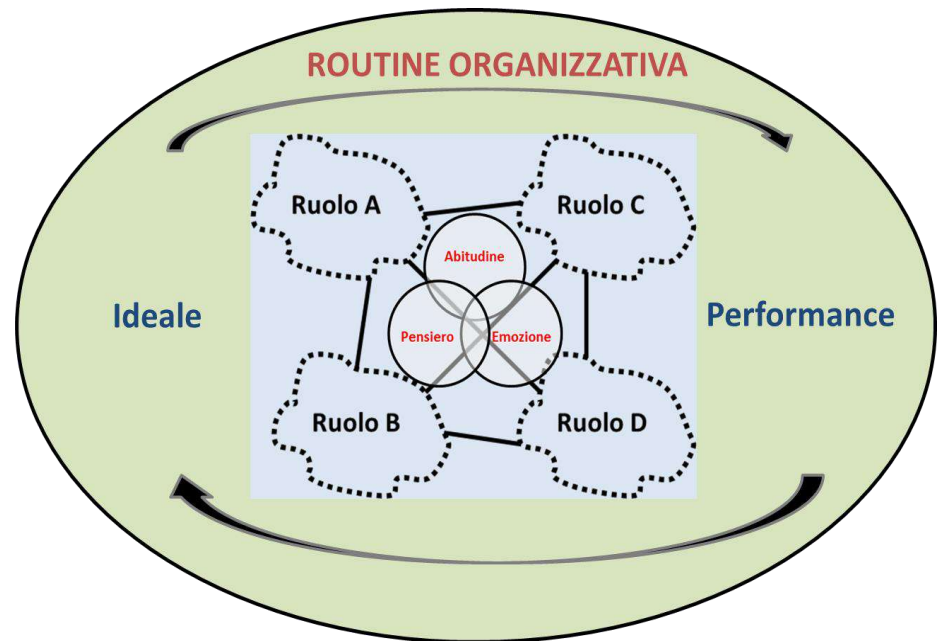 ROUTINE ORGANIZZATIVA
Ruolo A
Ruolo C
Abitudine
Ideale
Pensiero
Emozione
Performance
Ruolo B
Ruolo D